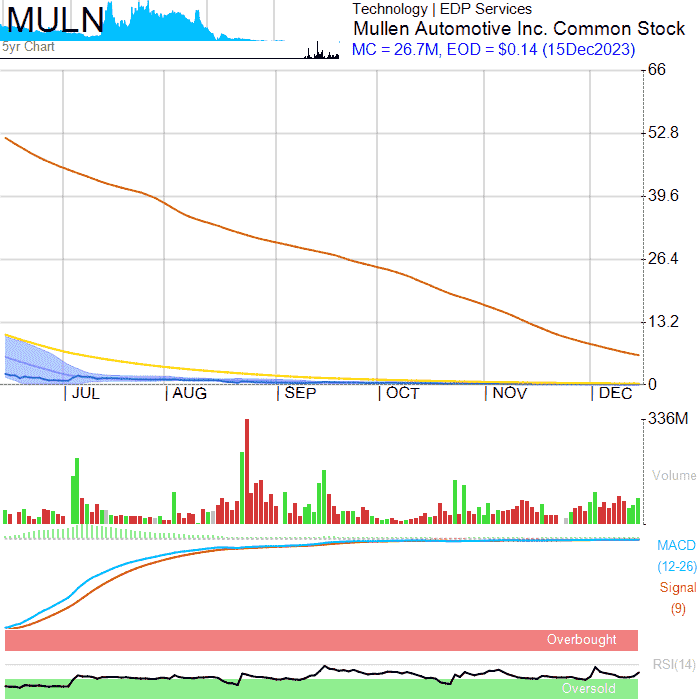 MULN
5yr Chart
Technology | EDP Services
Mullen Automotive Inc. Common Stock
MC = 26.7M, EOD = $0.14 (15Dec2023)
66
52.8
39.6
26.4
13.2
0
JUL AUG SEP OCT NOV DEC
336M
Volume
MACD
(12-26)
Signal
(9)
Overbought
RSI(14)
Oversold